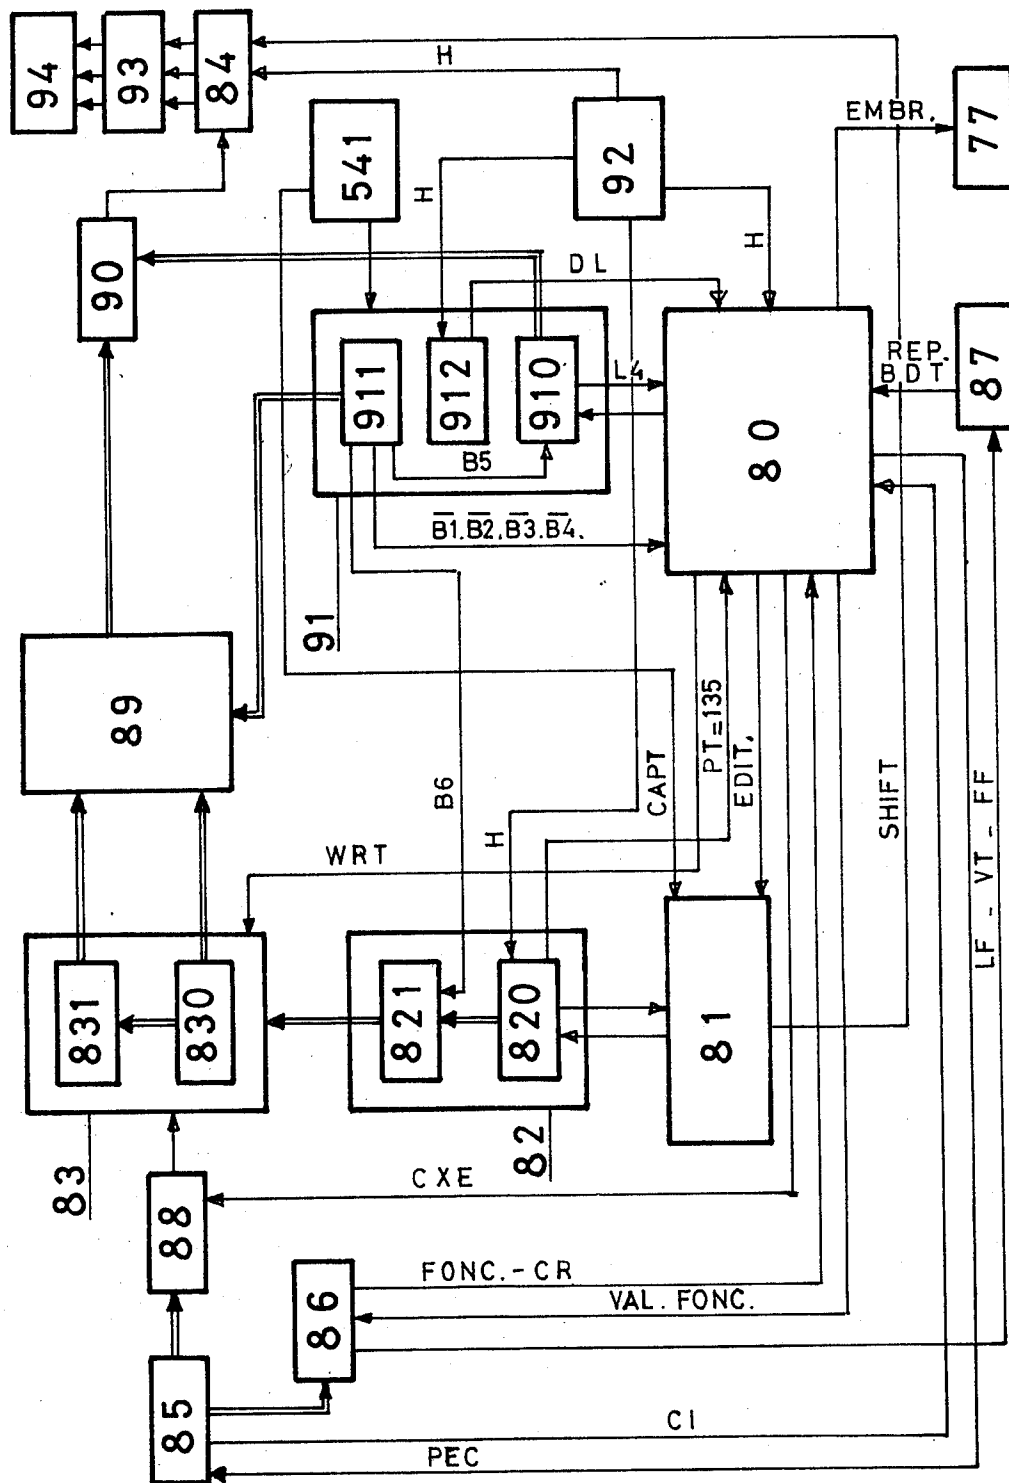 94
93
84
H
541
92
EMBR.
77
H
H
90
DL
911
912
910
L4
80
REP.
BDT
87
B5
B̅1̅.B̅2̅.B̅3̅.B̅4̅.
91
89
B6
H
CAPT
PT=135
EDIT.
SHIFT
LF - VT - FF
WRT
831
830
821
820
81
83
82
88
CXE
86
FONC.-CR
VAL. FONC.
85
CI
PEC